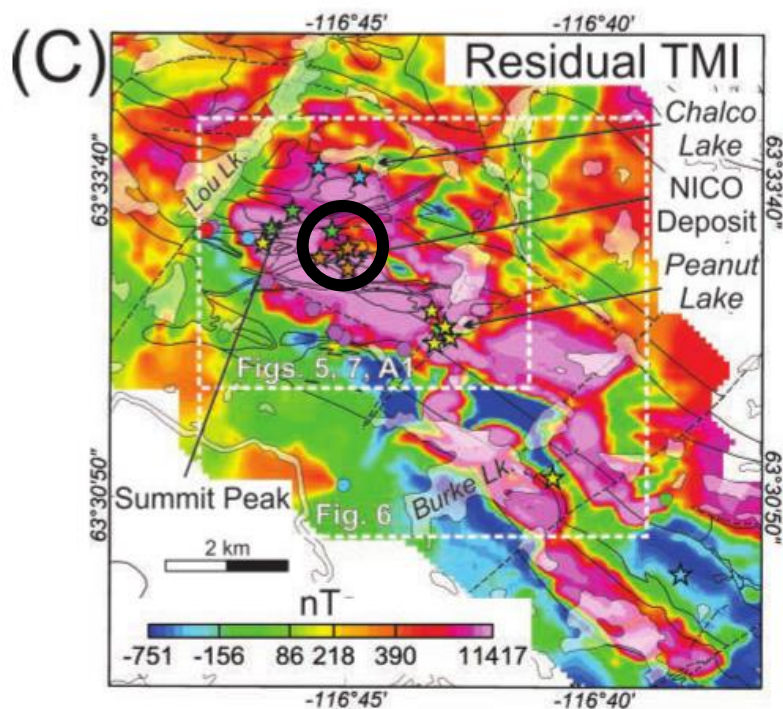 -116°45'
-116°40'
(C)
Residual TMI
Chalco
Lake
63°33'40"
63°33'40"
Lou Lk.
NICO
Deposit
Peanut
Lake
Figs. 5, 7, A1
63°30'50"
63°30'50"
Summit Peak
Burke Lk.
Fig. 6
2 km
nT
-751 -156 86 218 390 11417
-116°45'
-116°40'